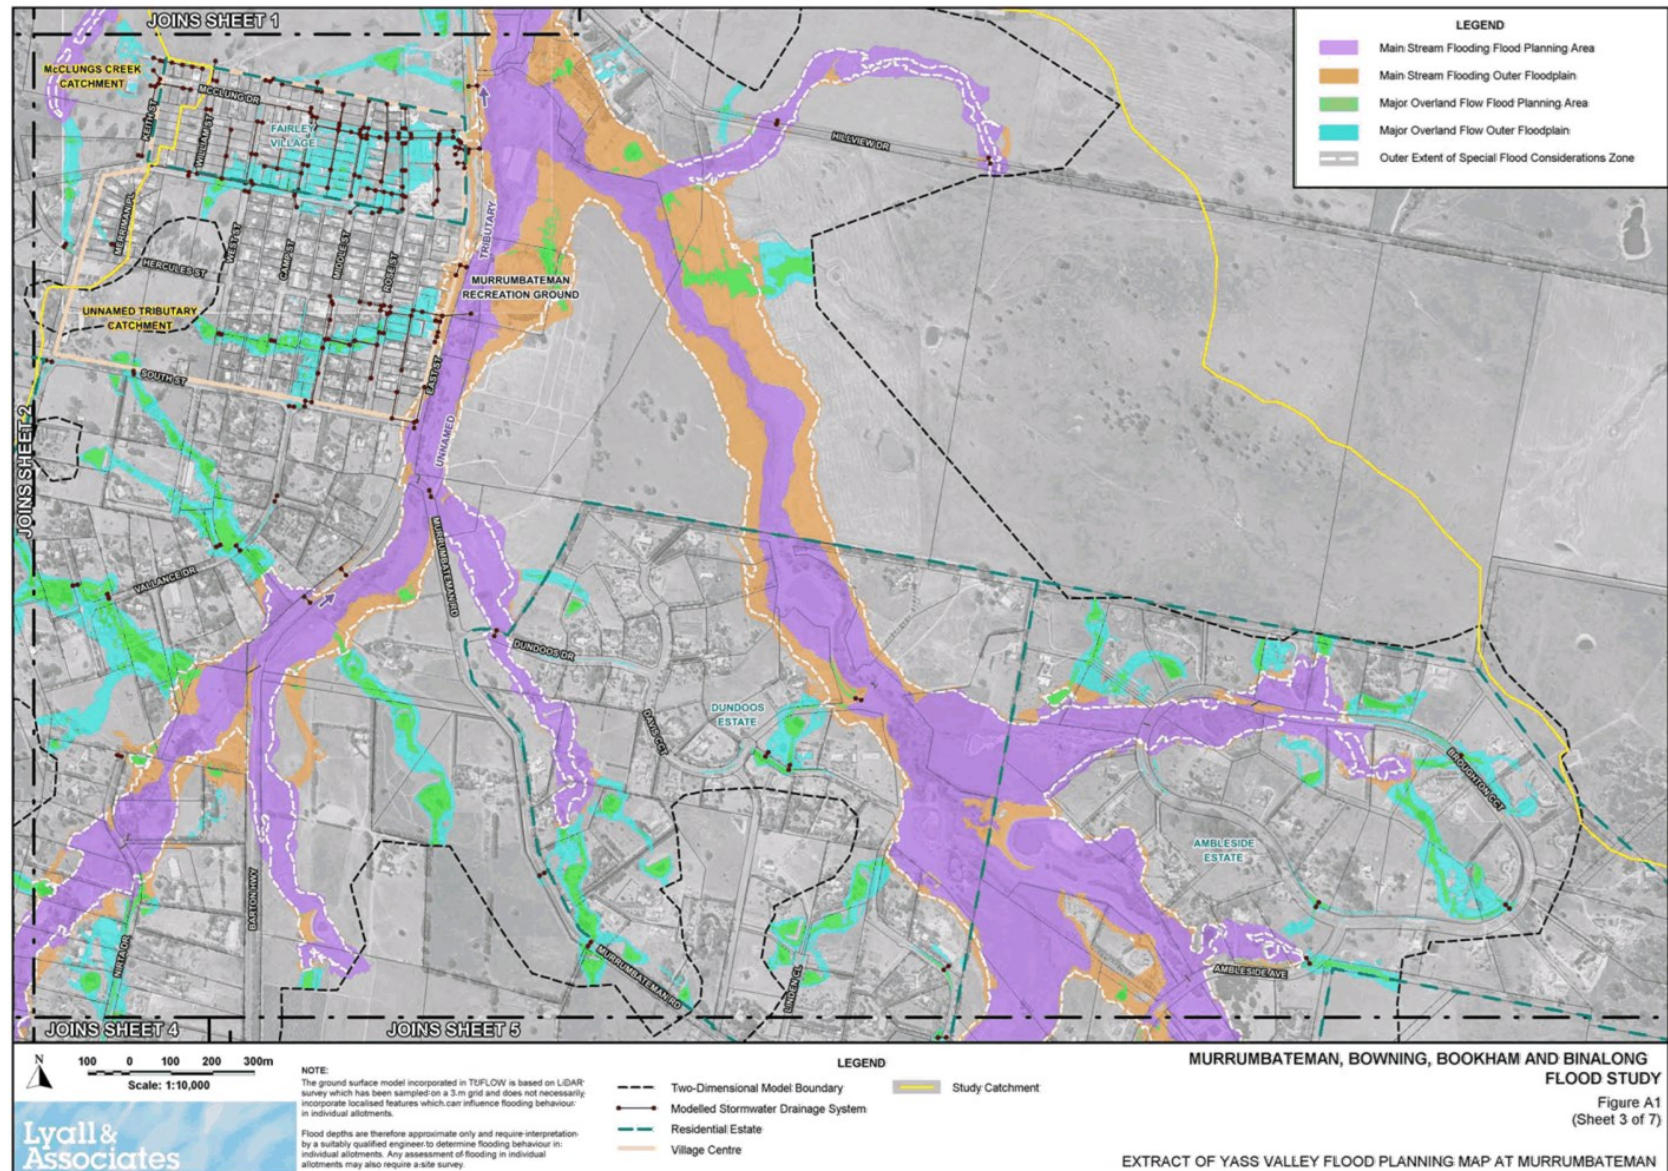 JOINS SHEET 1
LEGEND
Main Stream Flooding Flood Planning Area
Main Stream Flooding Outer Floodplain
Major Overland Flow Flood Planning Area
Major Overland Flow Outer Floodplain
Outer Extent of Special Flood Considerations Zone
McCLUNGS CREEK
CATCHMENT
MCCLUNG DR
KEITH ST
WILLIAM ST
FAIRLEY
VILLAGE
HILLVIEW DR
MERRIMAN PL
HERCULES ST
WEST ST
CAMP ST
MIDDLE ST
ROSE ST
TRIBUTARY
MURRUMBATEMAN
RECREATION GROUND
UNNAMED TRIBUTARY
CATCHMENT
SOUTH ST
EAST ST
UNNAMED
JOINS SHEET 2
VALLANCE DR
MURRUMBATEMAN RD
DUNDOOS DR
DAVIS CCT
DUNDOOS
ESTATE
BROUGHTON CCT
AMBLESIDE
ESTATE
BARTON HWY
NIRTA DR
MURRUMBATEMAN RD
LINDEN CL
AMBLESIDE AVE
JOINS SHEET 4
JOINS SHEET 5
N
100 0 100 200 300m
Scale: 1:10,000
Lyall &
Associates
NOTE:
The ground surface model incorporated in TUFLOW is based on LiDAR
survey which has been sampled on a 3 m grid and does not necessarily
incorporate localised features which can influence flooding behaviour
in individual allotments.
Flood depths are therefore approximate only and require interpretation
by a suitably qualified engineer to determine flooding behaviour in
individual allotments. Any assessment of flooding in individual
allotments may also require a site survey.
LEGEND
Two-Dimensional Model Boundary
Modelled Stormwater Drainage System
Residential Estate
Village Centre
Study Catchment
MURRUMBATEMAN, BOWNING, BOOKHAM AND BINALONG
FLOOD STUDY
Figure A1
(Sheet 3 of 7)
EXTRACT OF YASS VALLEY FLOOD PLANNING MAP AT MURRUMBATEMAN